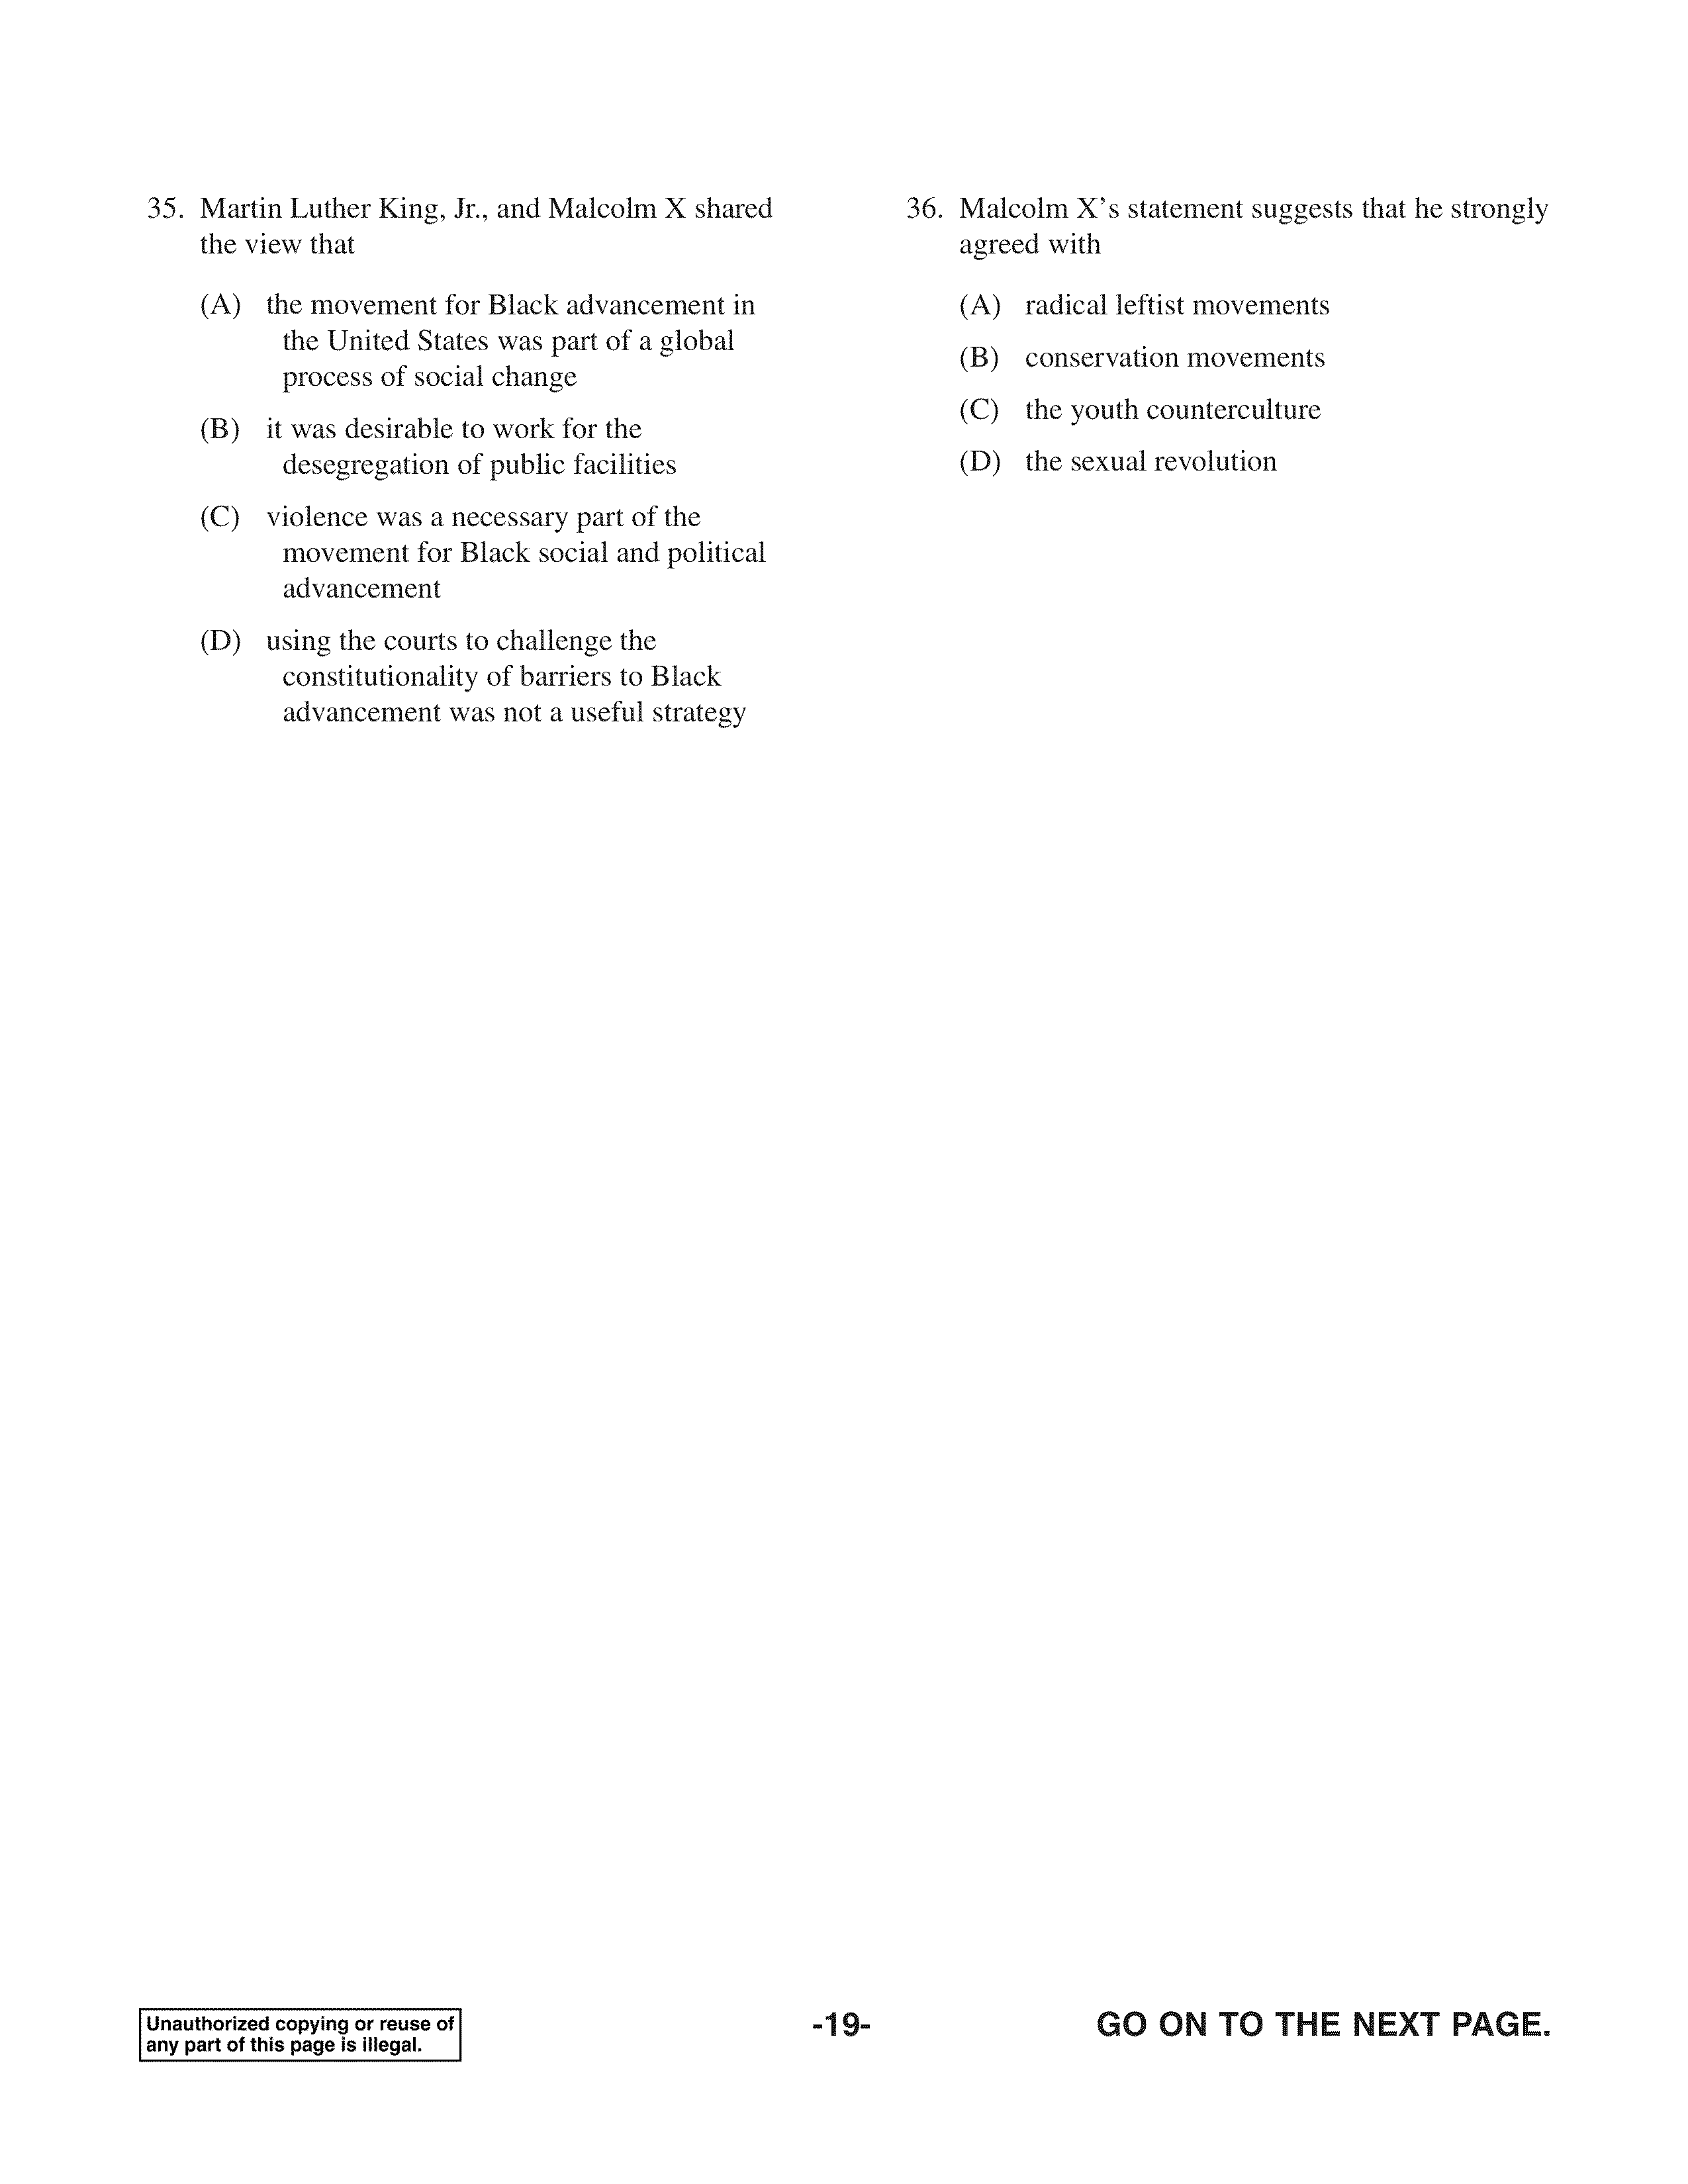 35. Martin Luther King, Jr., and Malcolm X shared
the view that
(A) the movement for Black advancement in
the United States was part of a global
process of social change
(B) it was desirable to work for the
desegregation of public facilities
(C) violence was a necessary part of the
movement for Black social and political
advancement
(D) using the courts to challenge the
constitutionality of barriers to Black
advancement was not a useful strategy
36. Malcolm X’s statement suggests that he strongly
agreed with
(A) radical leftist movements
(B) conservation movements
(C) the youth counterculture
(D) the sexual revolution
Unauthorized copying or reuse of
any part of this page is illegal.
-19-
GO ON TO THE NEXT PAGE.